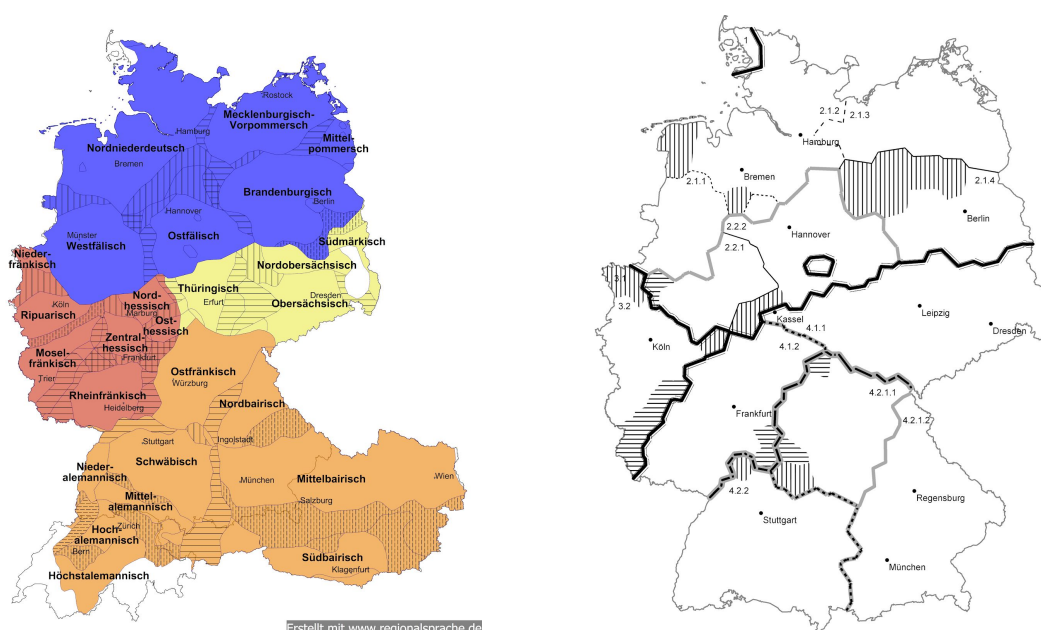 Rostock
Mecklenburgisch-
Vorpommersch
Hamburg
Mittel-
pommersch
Nordniederdeutsch
Bremen
Brandenburgisch
Berlin
Hannover
Münster
Westfälisch
Ostfälisch
Südmärkisch
Nieder-
fränkisch
Nordobersächsisch
Thüringisch
Erfurt
Dresden
Obersächsisch
Nord-
hessisch
Marburg
Köln
Ripuarisch
Ost-
hessisch
Zentral-
hessisch
Frankfurt
Mosel-
fränkisch
Trier
Ostfränkisch
Würzburg
Rheinfränkisch
Heidelberg
Nordbairisch
Stuttgart
Ingolstadt
Schwäbisch
Nieder-
alemannisch
München
Mittelbairisch
Wien
Salzburg
Mittel-
alemannisch
Zürich
Hoch-
alemannisch
Bern
Südbairisch
Klagenfurt
Höchstalemannisch
Erstellt mit www.regionalsprache.de
1
2.1.2
2.1.3
Hamburg
2.1.1
Bremen
2.1.4
Berlin
2.2.2
Hannover
2.2.1
3.1
3.2
Kassel
Leipzig
4.1.1
Dresden
Köln
4.1.2
4.2.1.1
Frankfurt
4.2.1.2
4.2.2
Regensburg
Stuttgart
München